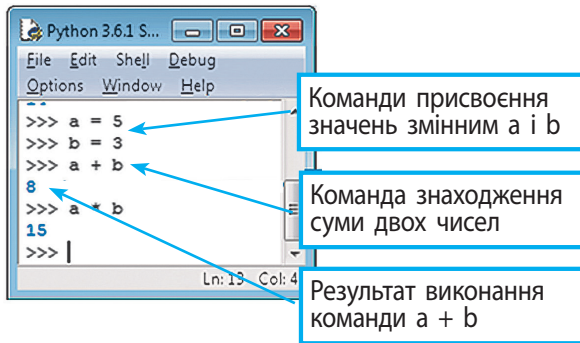 Python 3.6.1 S...
File Edit Shell Debug
Options Window Help
>>> a = 5
>>> b = 3
>>> a + b
8
>>> a * b
15
>>>
Ln: 19 Col: 4
Команди присвоєння
значень змінним a і b
Команда знаходження
суми двох чисел
Результат виконання
команди a + b